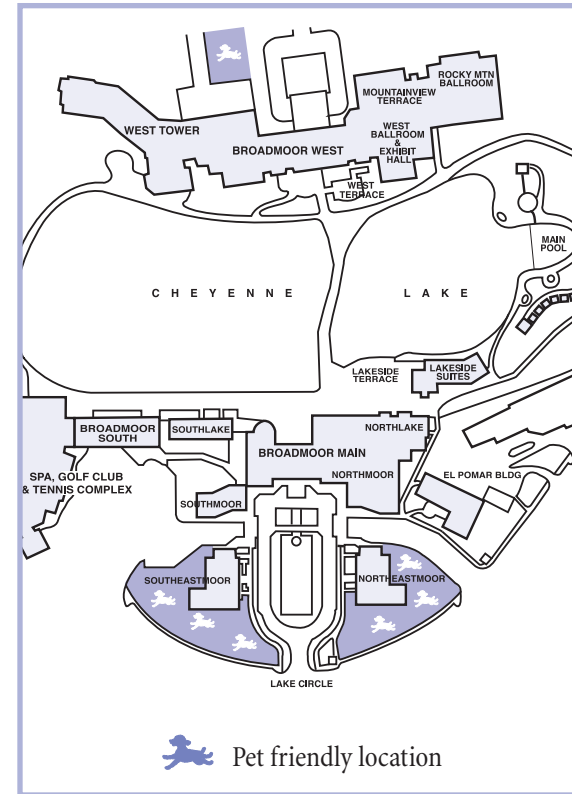 ROCKY MTN
BALLROOM
MOUNTAINVIEW
TERRACE
WEST TOWER
WEST
BALLROOM
&
EXHIBIT
HALL
BROADMOOR WEST
WEST
TERRACE
MAIN
POOL
CHEYENNE LAKE
LAKESIDE
TERRACE
LAKESIDE
SUITES
BROADMOOR
SOUTH
SOUTHLAKE
NORTHLAKE
BROADMOOR MAIN
NORTHMOOR
EL POMAR BLDG
SPA, GOLF CLUB
& TENNIS COMPLEX
SOUTHMOOR
SOUTHEASTMOOR
NORTHEASTMOOR
LAKE CIRCLE
Pet friendly location